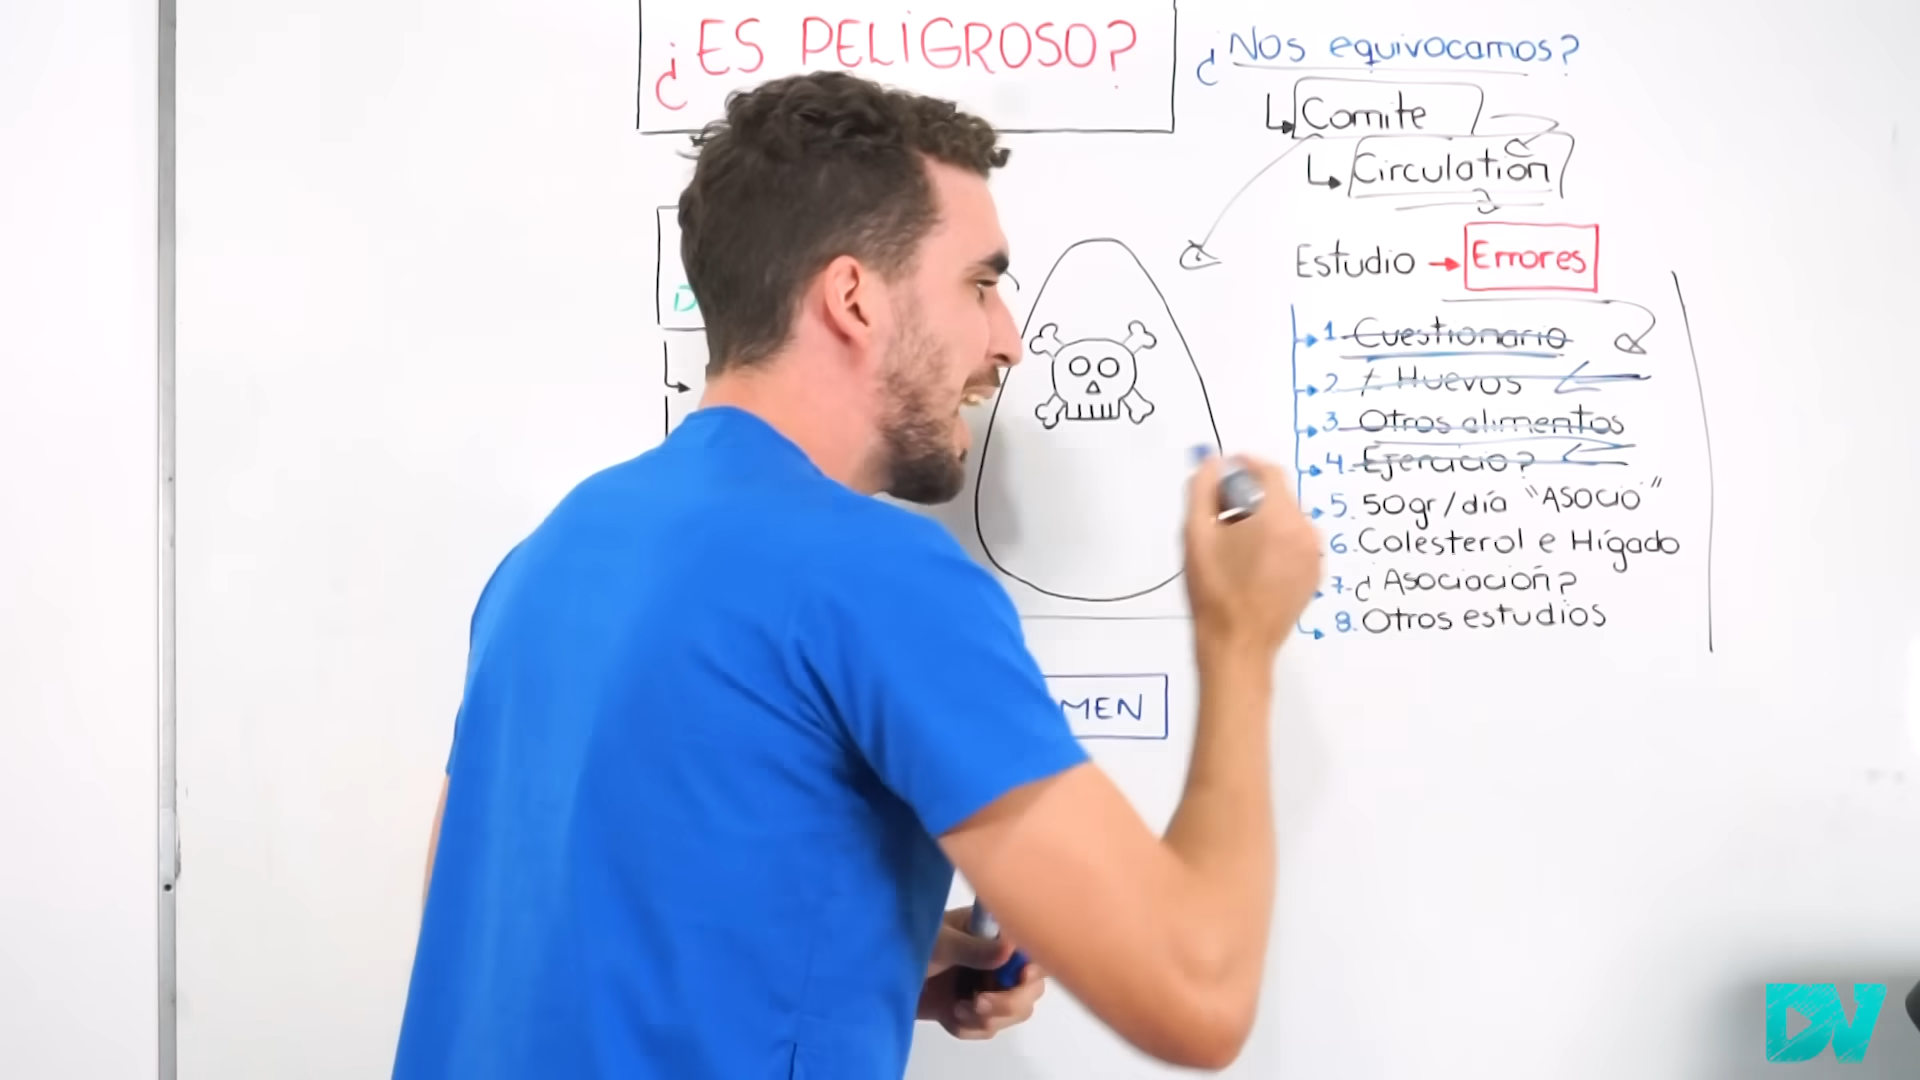 ¿ES PELIGROSO?
¿Nos equivocamos?
Comite
Circulation
Estudio → Errores
1. Cuestionario
2. Huevos
3. Otros alimentos
4. Ejercicio?
5. 50gr/día "ASOCIO"
6. Colesterol e Hígado
7. ¿Asociación?
8. Otros estudios
D
MEN
DV